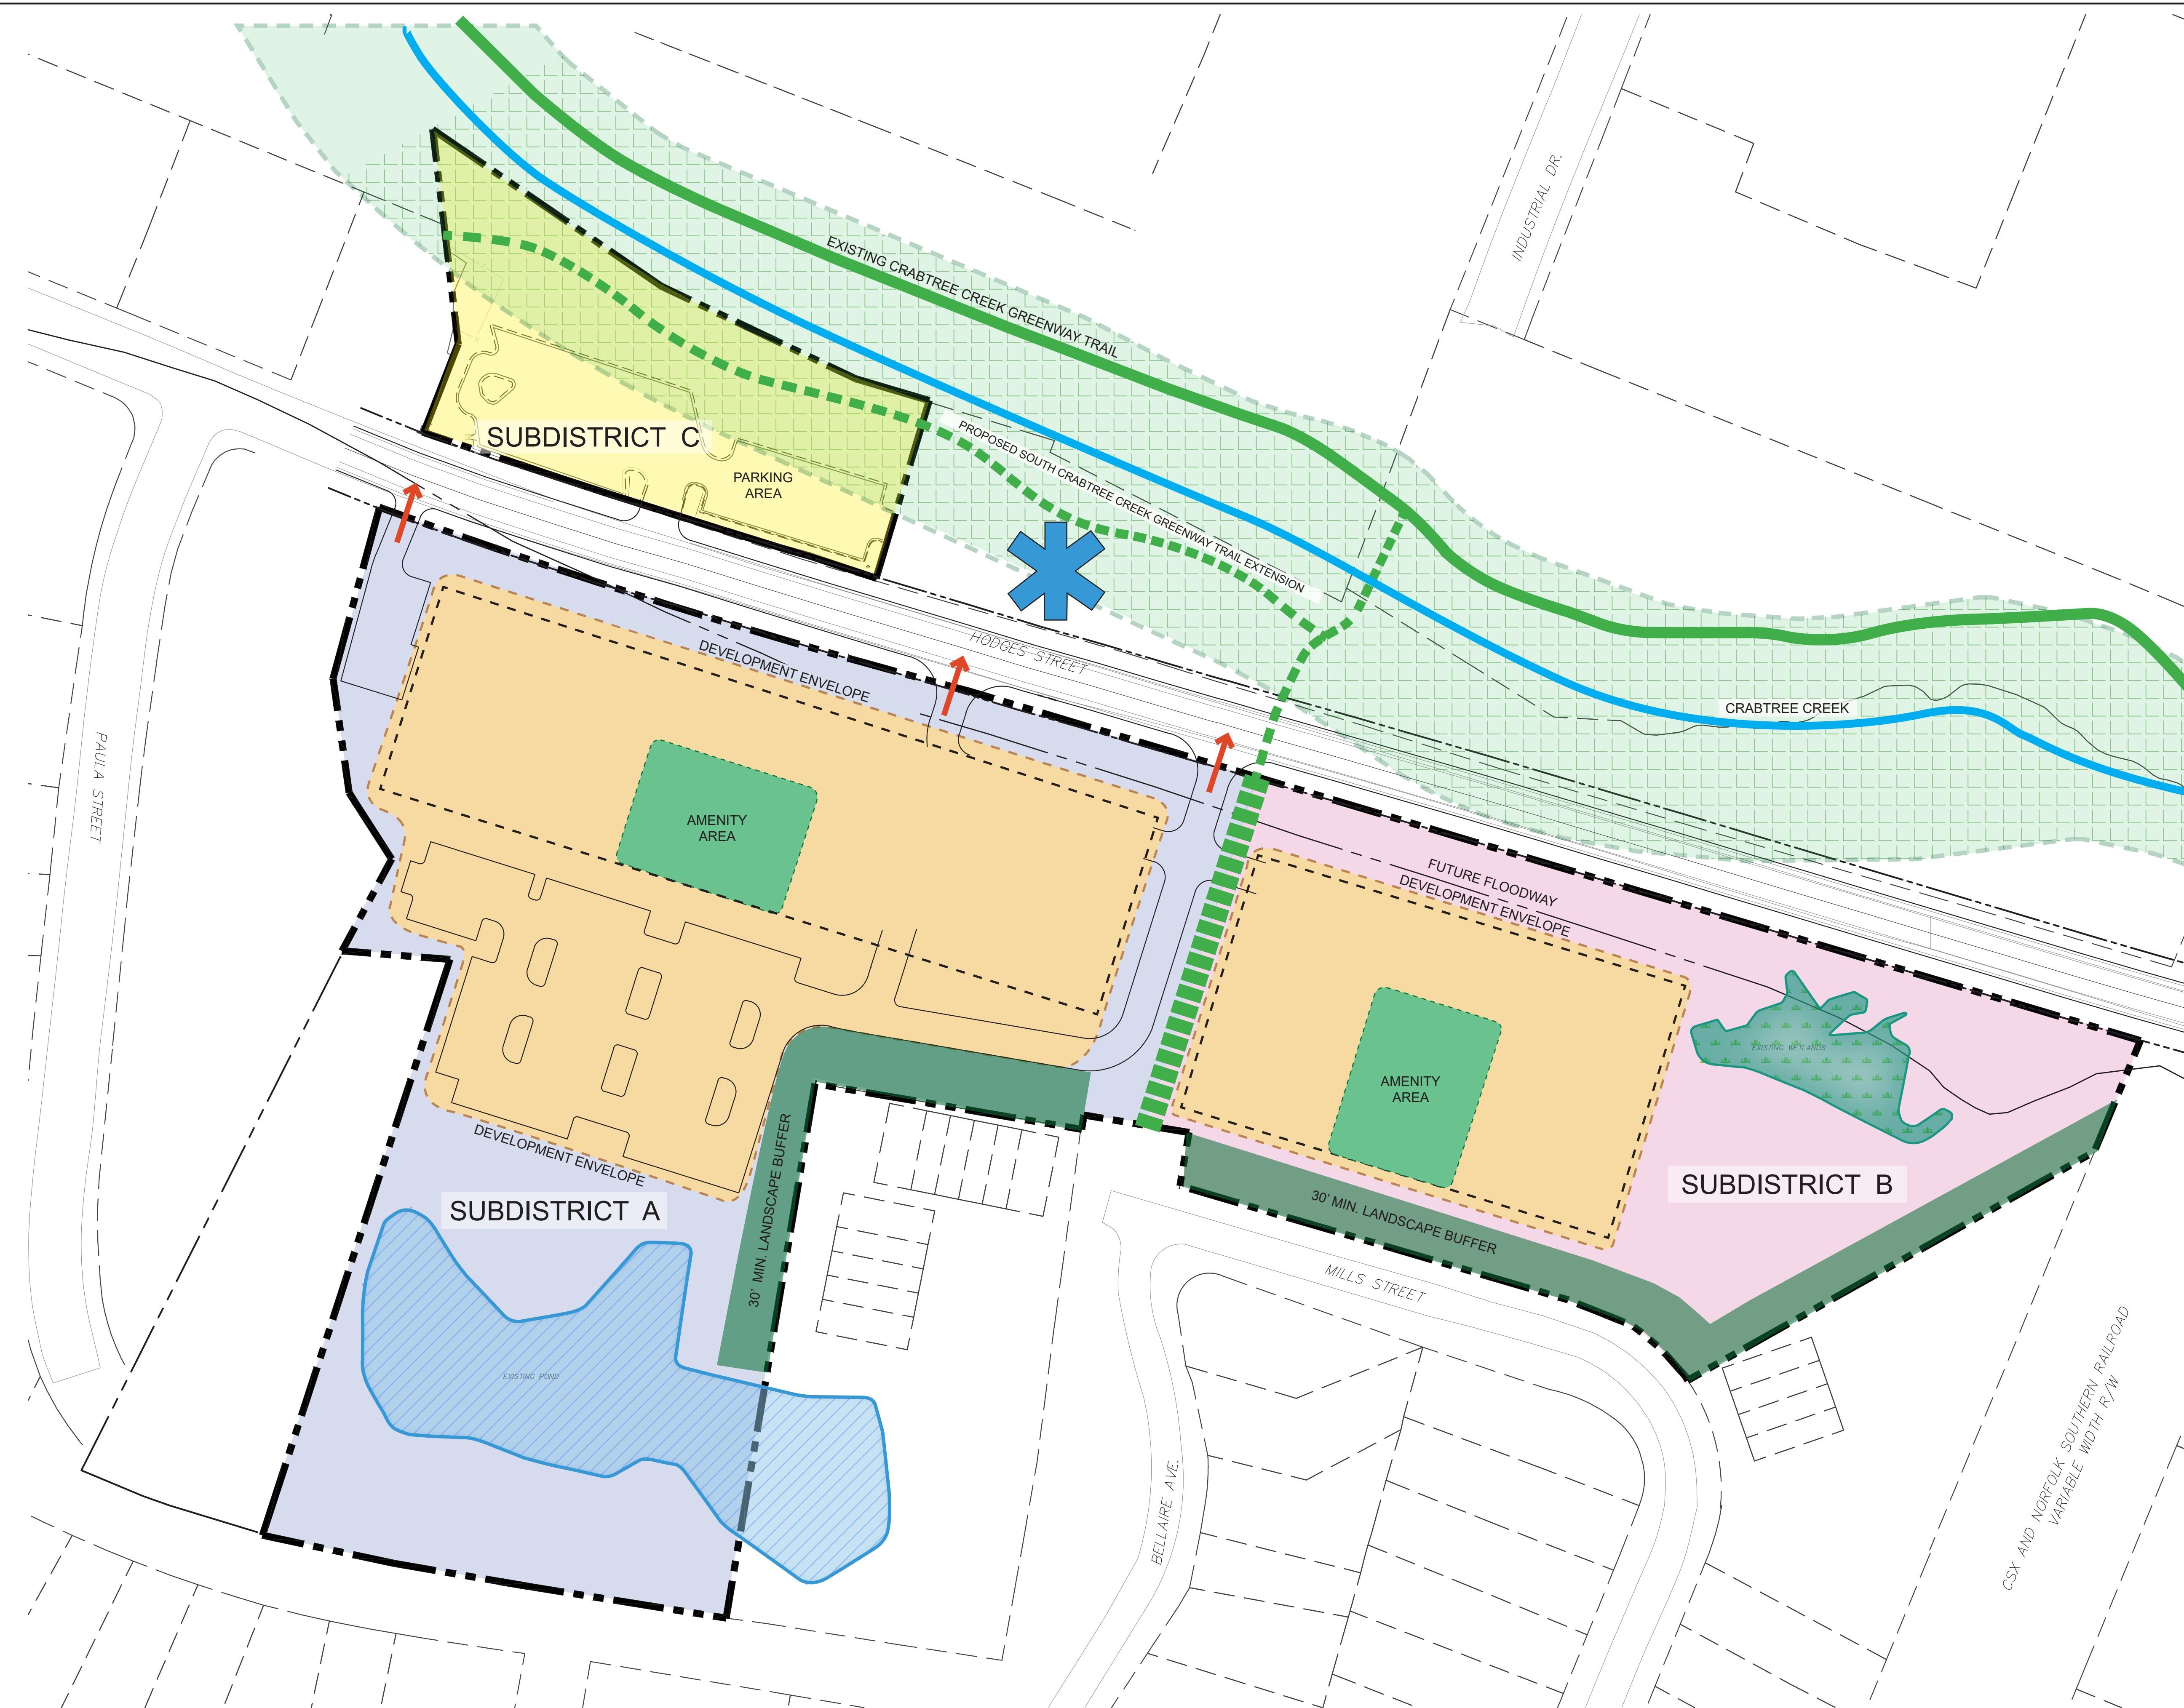 INDUSTRIAL DR.
EXISTING CRABTREE CREEK GREENWAY TRAIL
SUBDISTRICT C
PARKING
AREA
PROPOSED SOUTH CRABTREE CREEK GREENWAY TRAIL EXTENSION
HODGES STREET
CRABTREE CREEK
DEVELOPMENT ENVELOPE
PAULA STREET
AMENITY
AREA
FUTURE FLOODWAY
DEVELOPMENT ENVELOPE
EXISTING WETLANDS
AMENITY
AREA
DEVELOPMENT ENVELOPE
SUBDISTRICT A
30' MIN. LANDSCAPE BUFFER
SUBDISTRICT B
30' MIN. LANDSCAPE BUFFER
MILLS STREET
EXISTING POND
BELLAIRE AVE.
CSX AND NORFOLK SOUTHERN RAILROAD
VARIABLE WIDTH R/W